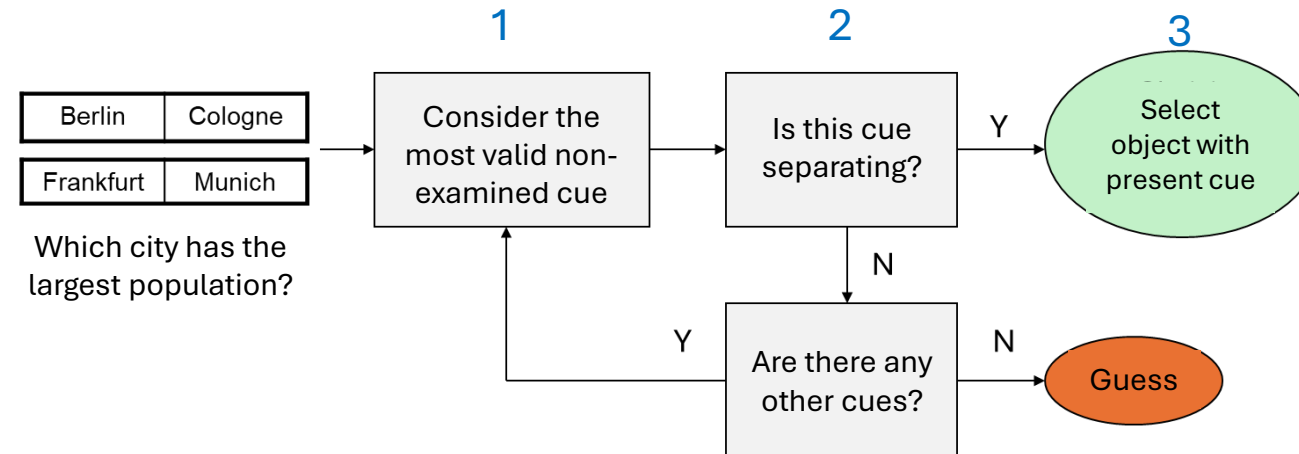 1
2
3
Berlin
Cologne
Frankfurt
Munich
Which city has the
largest population?
Consider the
most valid non-
examined cue
Is this cue
separating?
Y
Select
object with
present cue
N
Y
Are there any
other cues?
N
Guess